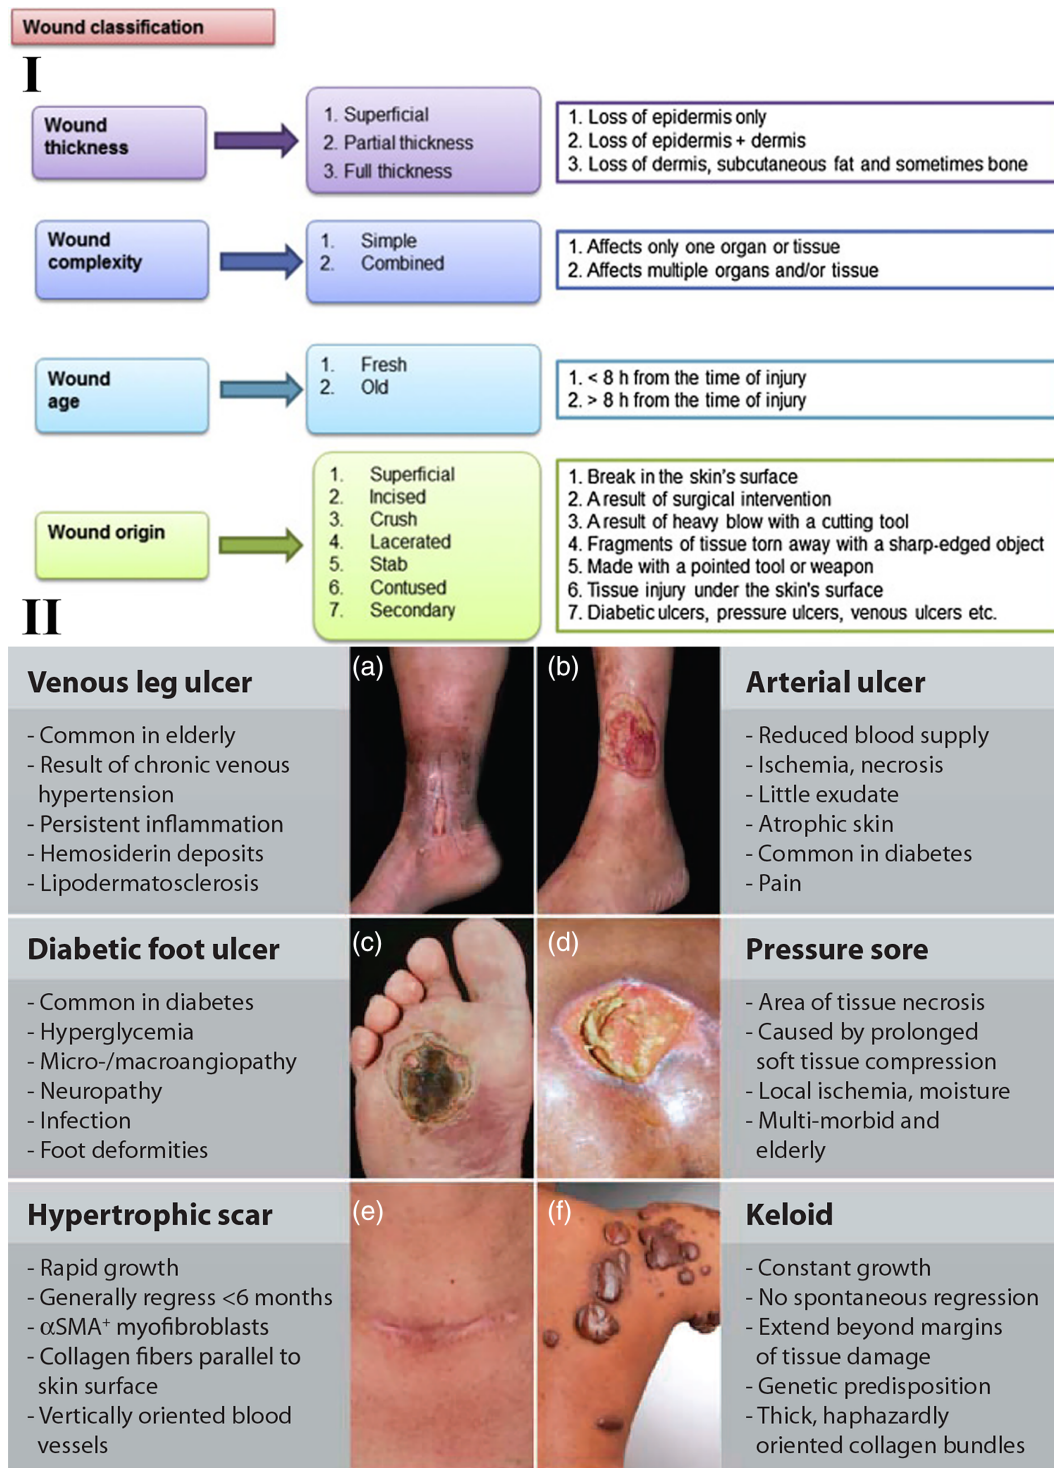 Wound classification
I
Wound
thickness
1. Superficial
2. Partial thickness
3. Full thickness
1. Loss of epidermis only
2. Loss of epidermis + dermis
3. Loss of dermis, subcutaneous fat and sometimes bone
Wound
complexity
1. Simple
2. Combined
1. Affects only one organ or tissue
2. Affects multiple organs and/or tissue
Wound
age
1. Fresh
2. Old
1. < 8 h from the time of injury
2. > 8 h from the time of injury
Wound origin
1. Superficial
2. Incised
3. Crush
4. Lacerated
5. Stab
6. Contused
7. Secondary
1. Break in the skin's surface
2. A result of surgical intervention
3. A result of heavy blow with a cutting tool
4. Fragments of tissue torn away with a sharp-edged object
5. Made with a pointed tool or weapon
6. Tissue injury under the skin's surface
7. Diabetic ulcers, pressure ulcers, venous ulcers etc.
II
Venous leg ulcer
- Common in elderly
- Result of chronic venous
hypertension
- Persistent inflammation
- Hemosiderin deposits
- Lipodermatosclerosis
(a)
(b)
Arterial ulcer
- Reduced blood supply
- Ischemia, necrosis
- Little exudate
- Atrophic skin
- Common in diabetes
- Pain
Diabetic foot ulcer
- Common in diabetes
- Hyperglycemia
- Micro-/macroangiopathy
- Neuropathy
- Infection
- Foot deformities
(c)
(d)
Pressure sore
- Area of tissue necrosis
- Caused by prolonged
soft tissue compression
- Local ischemia, moisture
- Multi-morbid and
elderly
Hypertrophic scar
- Rapid growth
- Generally regress <6 months
- αSMA⁺ myofibroblasts
- Collagen fibers parallel to
skin surface
- Vertically oriented blood
vessels
(e)
(f)
Keloid
- Constant growth
- No spontaneous regression
- Extend beyond margins
of tissue damage
- Genetic predisposition
- Thick, haphazardly
oriented collagen bundles